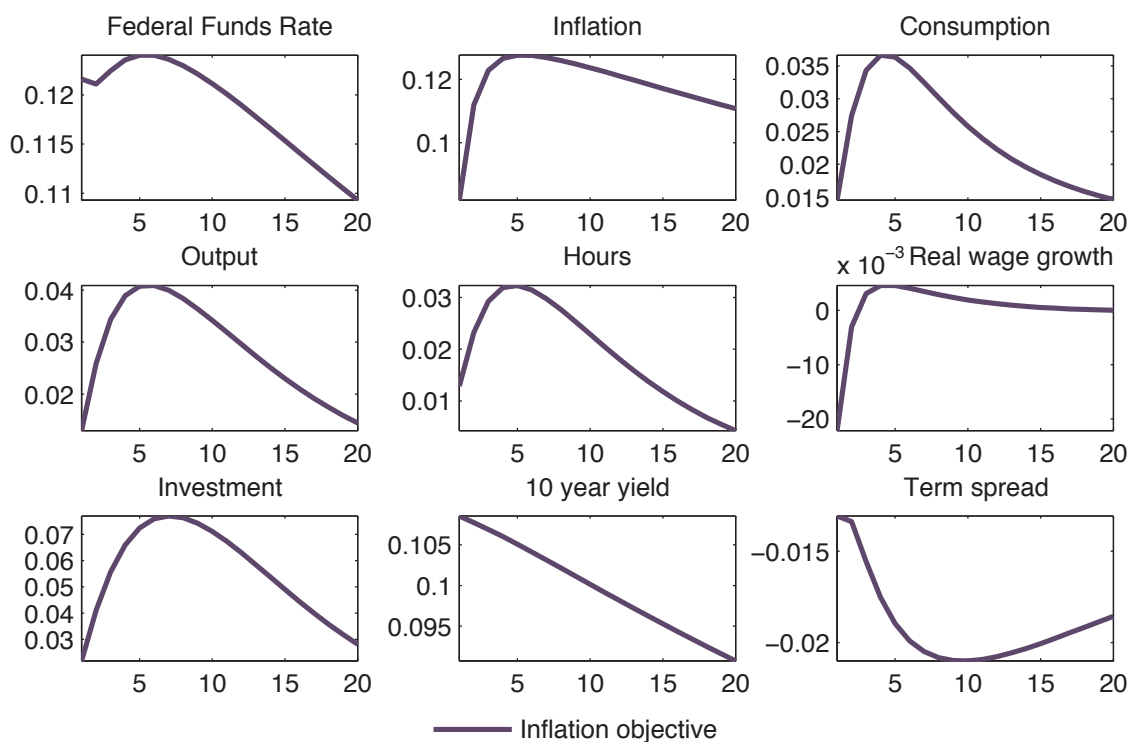 Federal Funds Rate
0.12
0.115
0.11
5 10 15 20
Inflation
0.12
0.1
5 10 15 20
Consumption
0.035
0.03
0.025
0.02
0.015
5 10 15 20
Output
0.04
0.03
0.02
5 10 15 20
Hours
0.03
0.02
0.01
5 10 15 20
x 10⁻³ Real wage growth
0
−10
−20
5 10 15 20
Investment
0.07
0.06
0.05
0.04
0.03
5 10 15 20
10 year yield
0.105
0.1
0.095
5 10 15 20
Term spread
−0.015
−0.02
5 10 15 20
Inflation objective